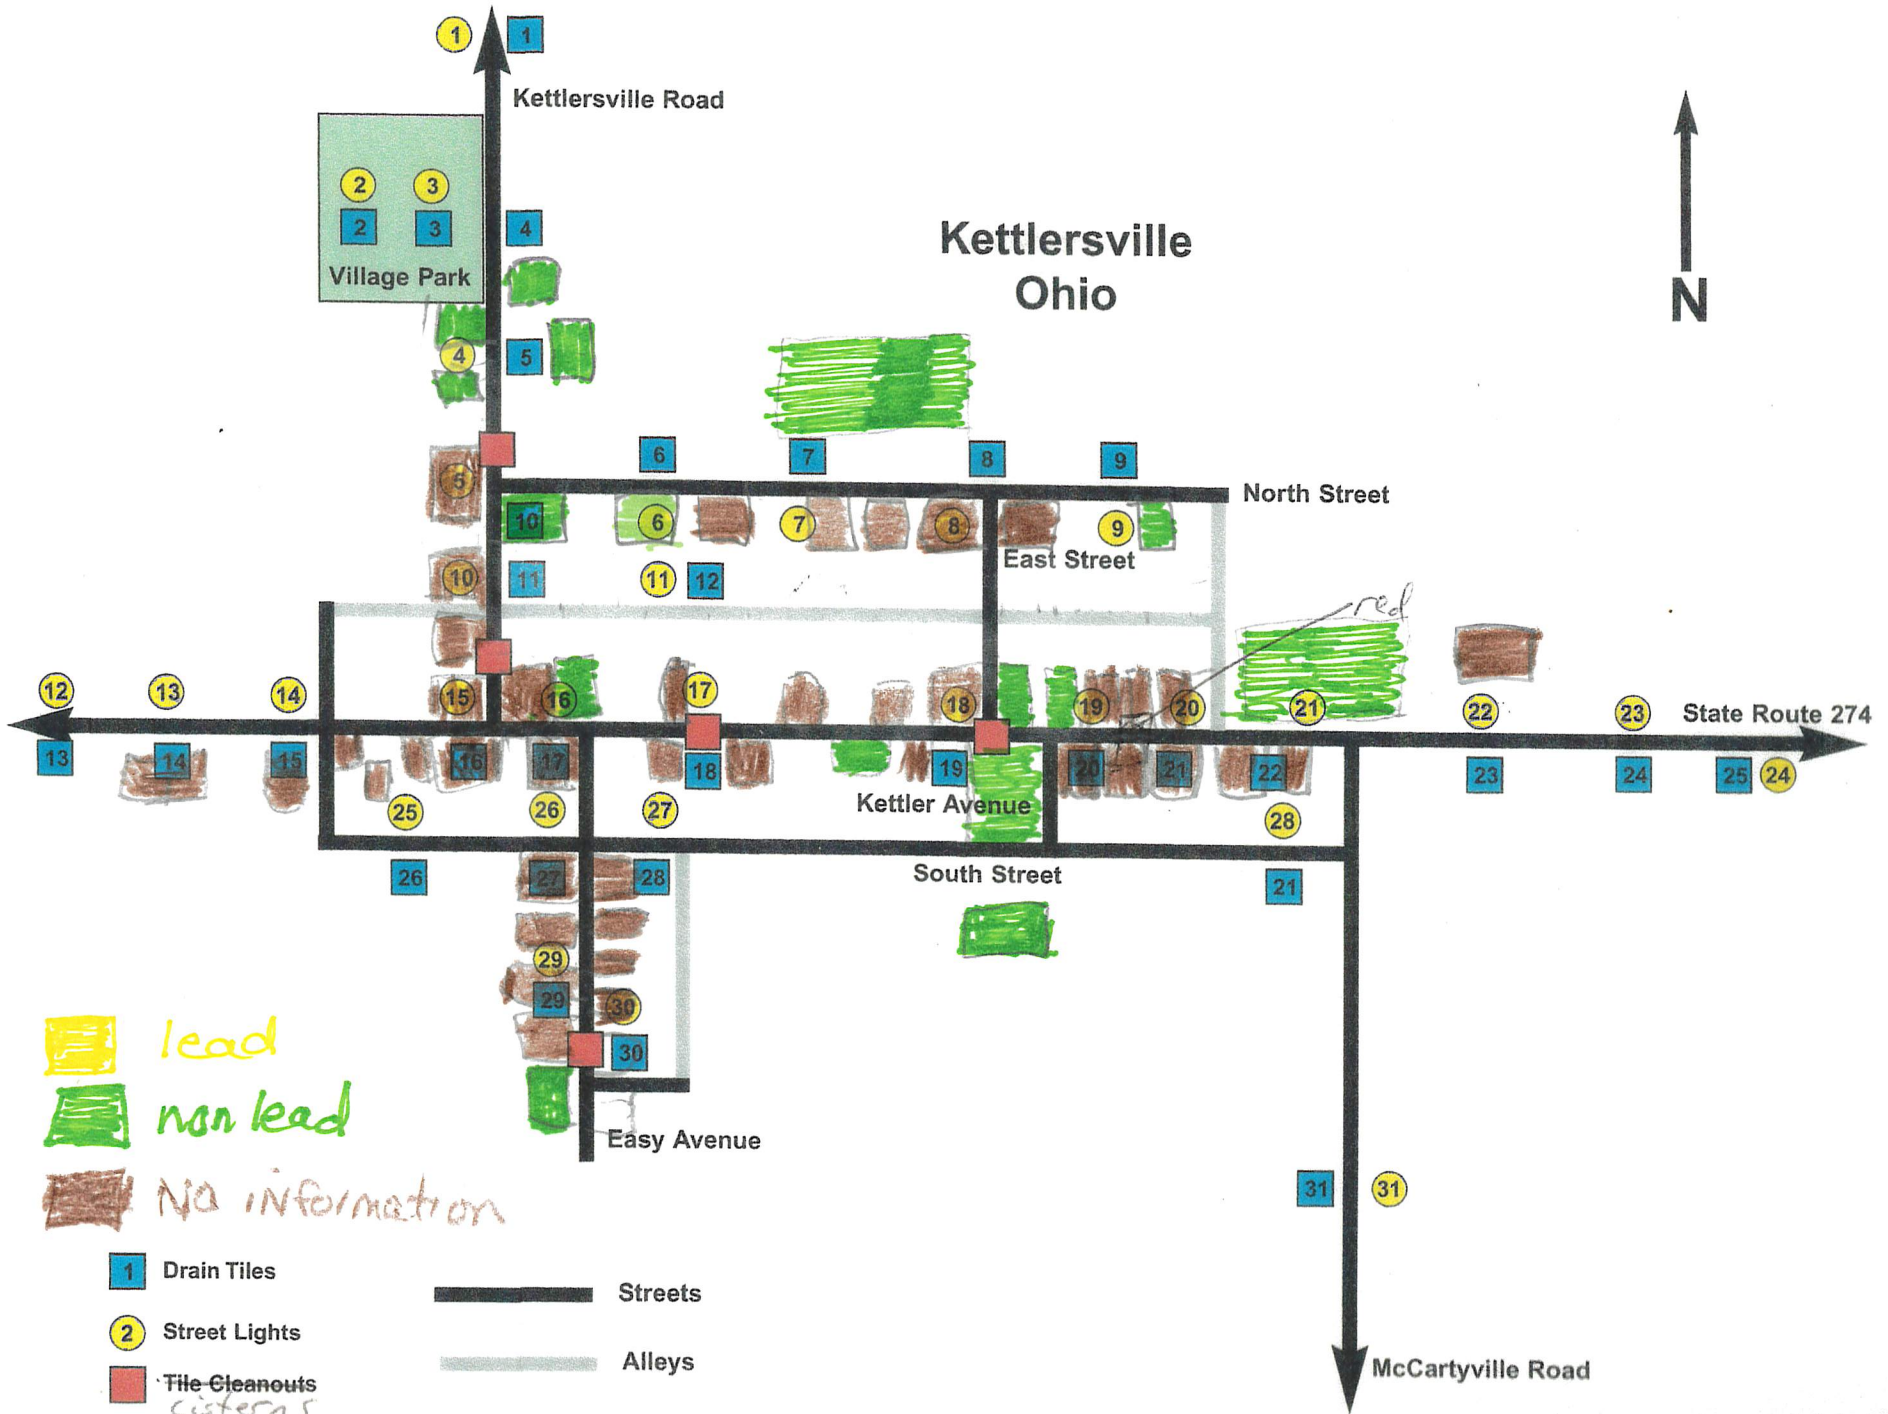 1 1
Kettlersville Road
2 3
2 3 4
Village Park
Kettlersville
Ohio
N
4 5
6 7 8 9
5
North Street
10 6 7 8 9
East Street
10 11 11 12
red
12 13 14 15 16 17 18 19 20 21 22 23
State Route 274
13 14 15 16 17 18 19 20 21 22 23 24 25 24
Kettler Avenue
25 26 27 28
South Street
26 27 28 21
29
29 30
30
lead
non lead
Easy Avenue
No information
31 31
1 Drain Tiles
Streets
2 Street Lights
Alleys
Tile Cleanouts
cisterns
McCartyville Road